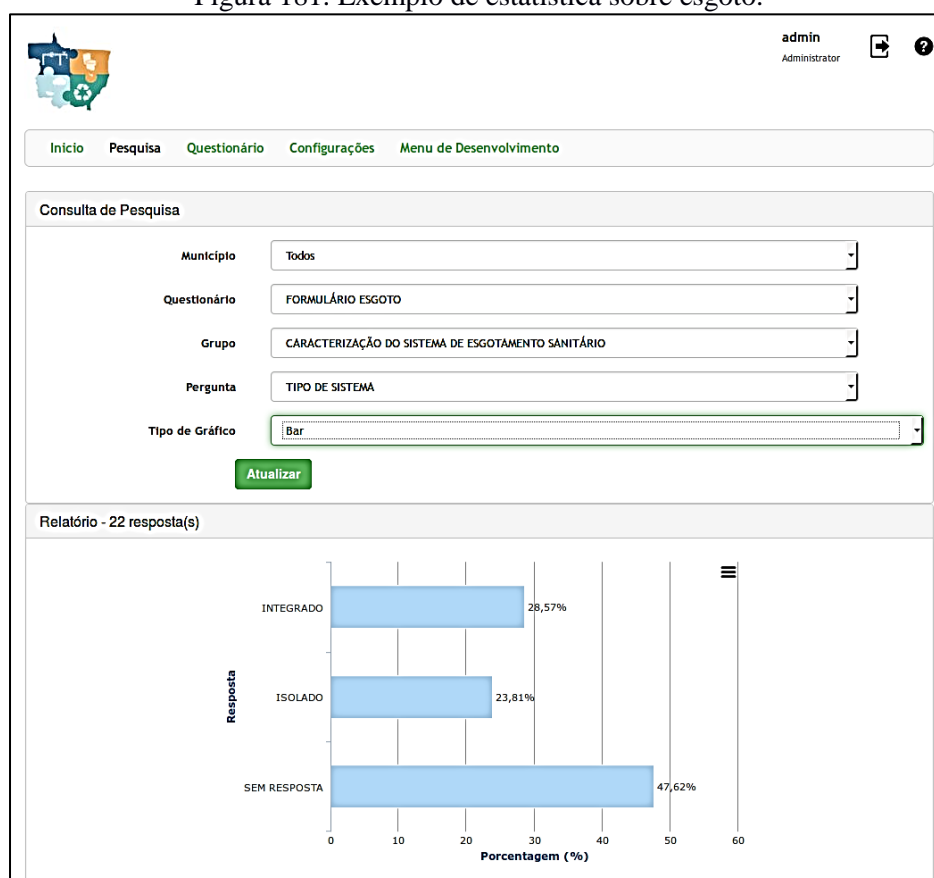 Figura 181: Exemplo de estatística sobre esgoto.
admin
Administrator
Inicio Pesquisa Questionário Configurações Menu de Desenvolvimento
Consulta de Pesquisa
Município Todos
Questionário FORMULÁRIO ESGOTO
Grupo CARACTERIZAÇÃO DO SISTEMA DE ESGOTAMENTO SANITÁRIO
Pergunta TIPO DE SISTEMA
Tipo de Gráfico Bar
Atualizar
Relatório - 22 resposta(s)
INTEGRADO 28,57%
ISOLADO 23,81%
SEM RESPOSTA 47,62%
Resposta
0 10 20 30 40 50 60
Porcentagem (%)